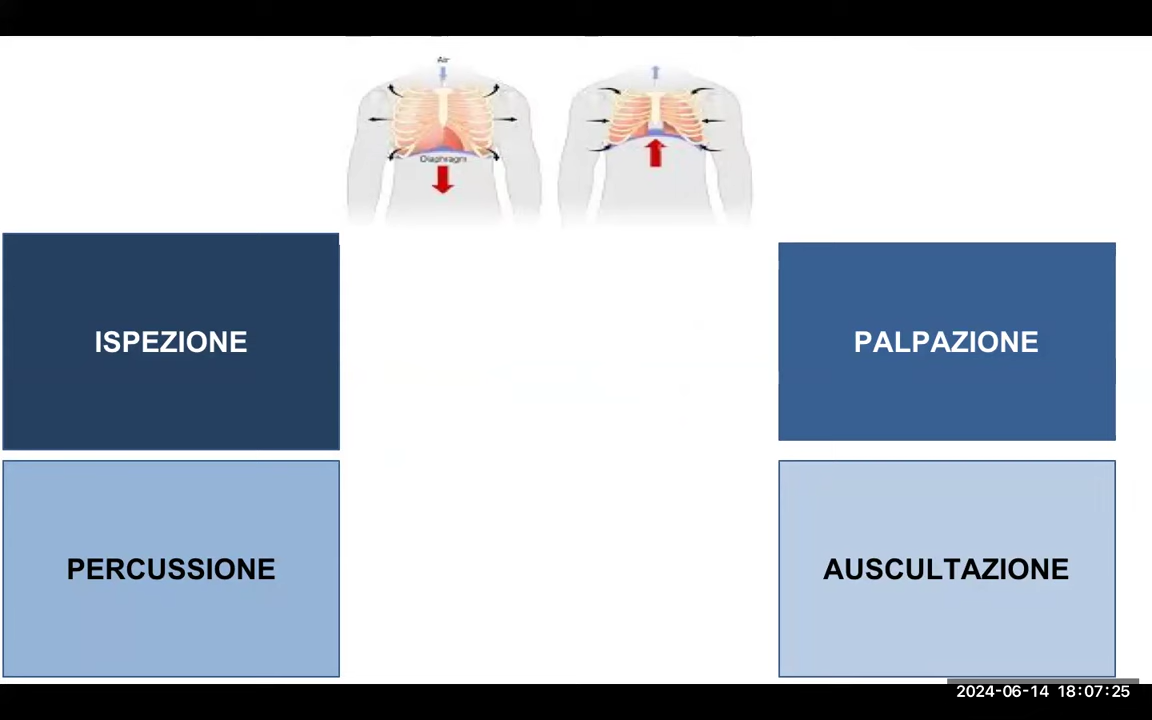 Air
Diaphragm
ISPEZIONE
PALPAZIONE
PERCUSSIONE
AUSCULTAZIONE
2024-06-14 18:07:25